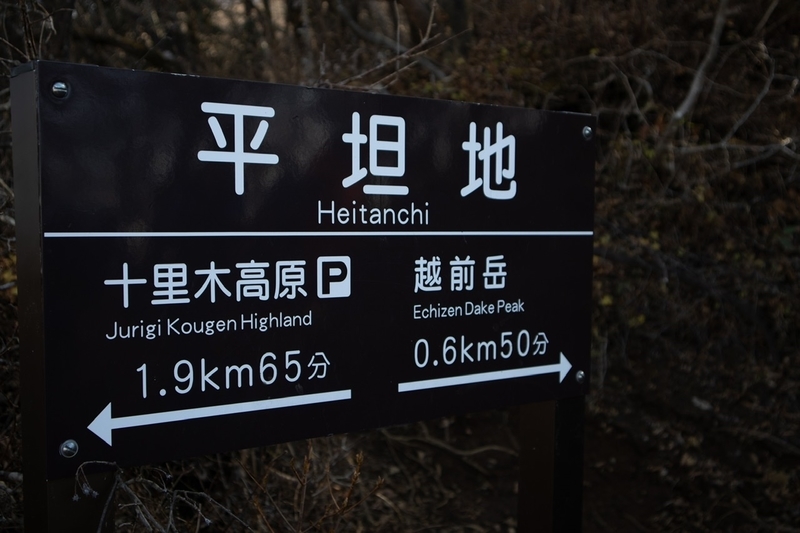 平坦地
Heitanchi
十里木高原 P
Jurigi Kougen Highland
1.9km65分
越前岳
Echizen Dake Peak
0.6km50分